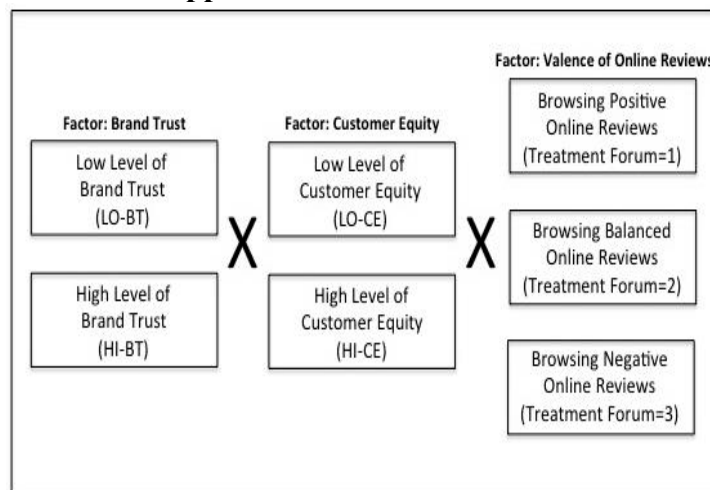 Factor: Brand Trust
Low Level of
Brand Trust
(LO-BT)
High Level of
Brand Trust
(HI-BT)
X
Factor: Customer Equity
Low Level of
Customer Equity
(LO-CE)
High Level of
Customer Equity
(HI-CE)
X
Factor: Valence of Online Reviews
Browsing Positive
Online Reviews
(Treatment Forum=1)
Browsing Balanced
Online Reviews
(Treatment Forum=2)
Browsing Negative
Online Reviews
(Treatment Forum=3)